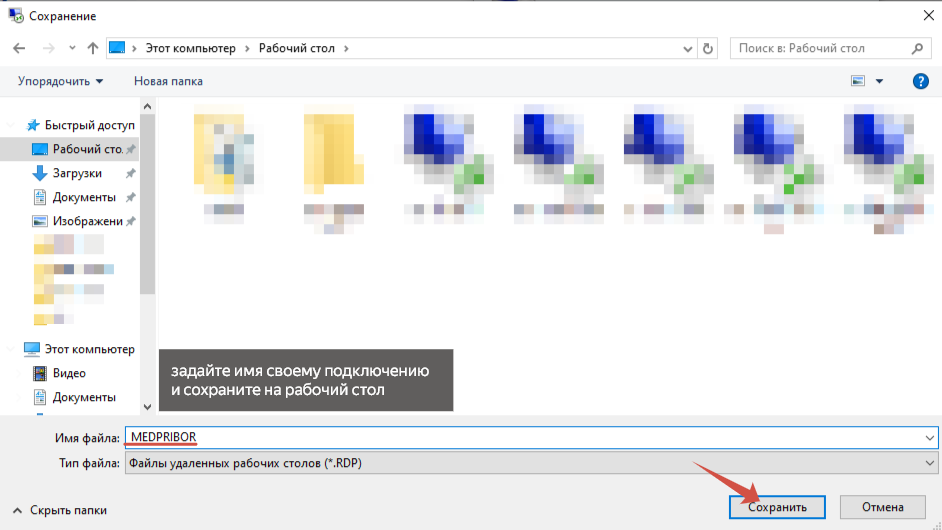 Сохранение
Этот компьютер
Рабочий стол
Поиск в: Рабочий стол
Упорядочить
Новая папка
?
Быстрый доступ
Рабочий сто.
Загрузки
Документы
Изображени
Этот компьютер
Видео
Документы
задайте имя своему подключению
и сохраните на рабочий стол
Имя файла: MEDPRIBOR
Тип файла: Файлы удаленных рабочих столов (*.RDP)
Скрыть папки
Сохранить
Отмена